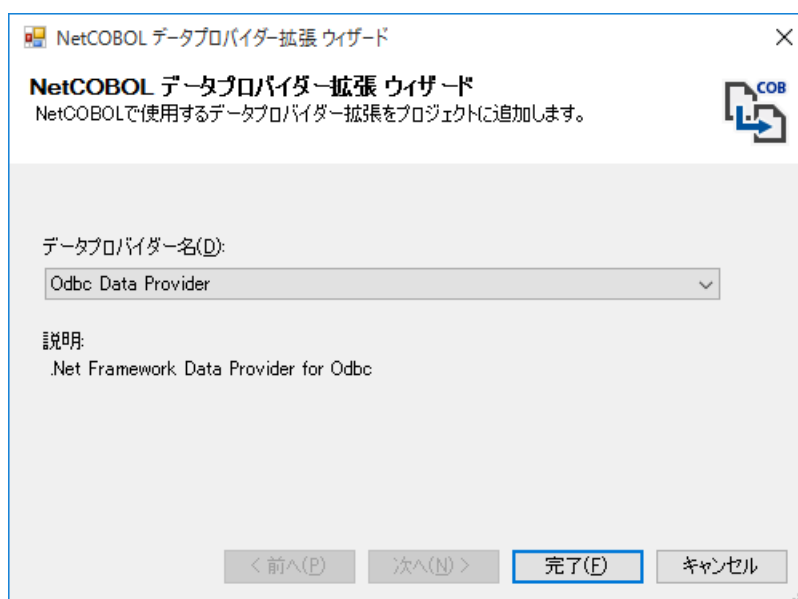 NetCOBOL データプロバイダー拡張 ウィザード
NetCOBOL データプロバイダー拡張 ウィザード
NetCOBOLで使用するデータプロバイダー拡張をプロジェクトに追加します。
COB
データプロバイダー名(D):
Odbc Data Provider
説明:
.Net Framework Data Provider for Odbc
< 前へ(P)
次へ(N) >
完了(F)
キャンセル